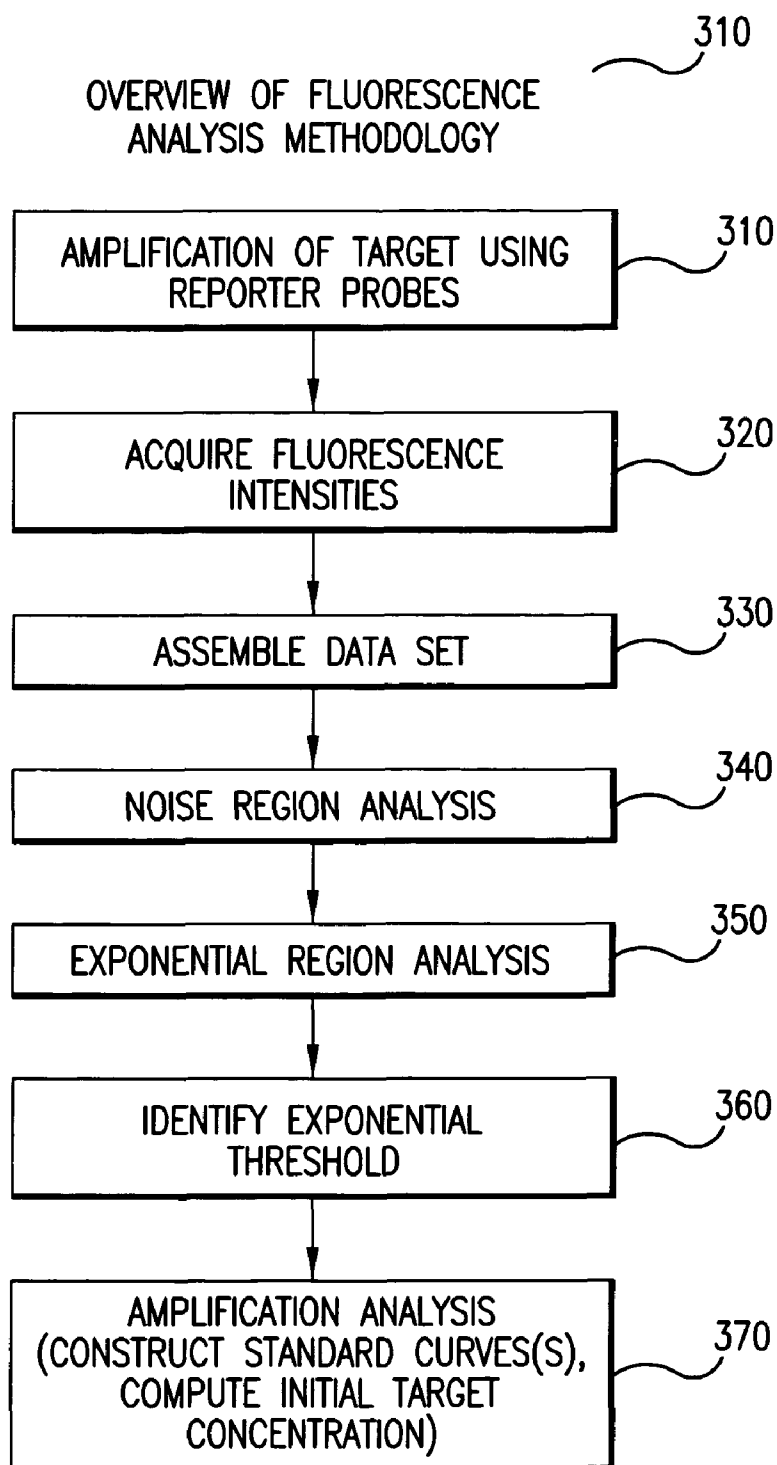 310
OVERVIEW OF FLUORESCENCE
ANALYSIS METHODOLOGY
AMPLIFICATION OF TARGET USING
REPORTER PROBES
310
ACQUIRE FLUORESCENCE
INTENSITIES
320
ASSEMBLE DATA SET
330
NOISE REGION ANALYSIS
340
EXPONENTIAL REGION ANALYSIS
350
IDENTIFY EXPONENTIAL
THRESHOLD
360
AMPLIFICATION ANALYSIS
(CONSTRUCT STANDARD CURVES(S),
COMPUTE INITIAL TARGET
CONCENTRATION)
370